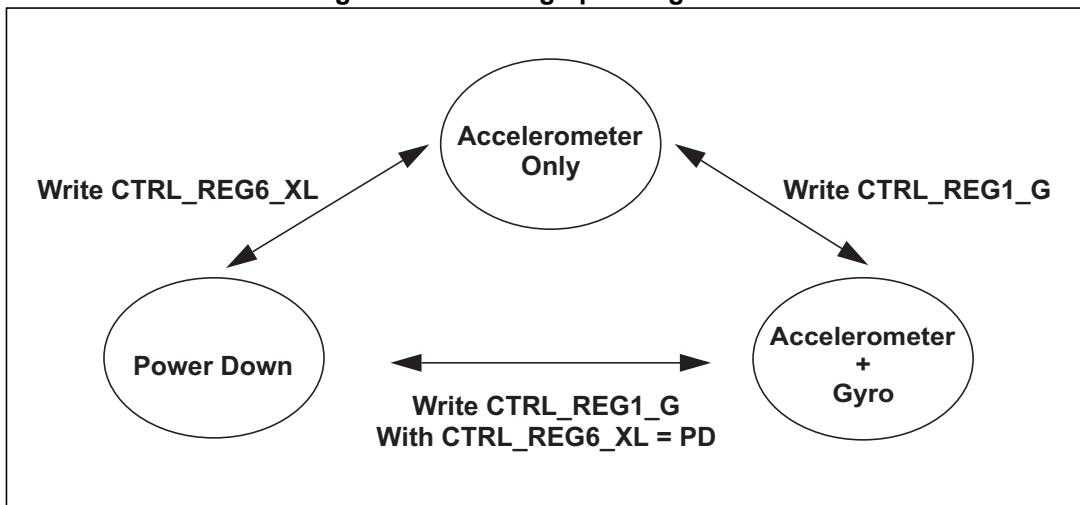 Accelerometer
Only
Write CTRL_REG6_XL
Write CTRL_REG1_G
Power Down
Accelerometer
+
Gyro
Write CTRL_REG1_G
With CTRL_REG6_XL = PD